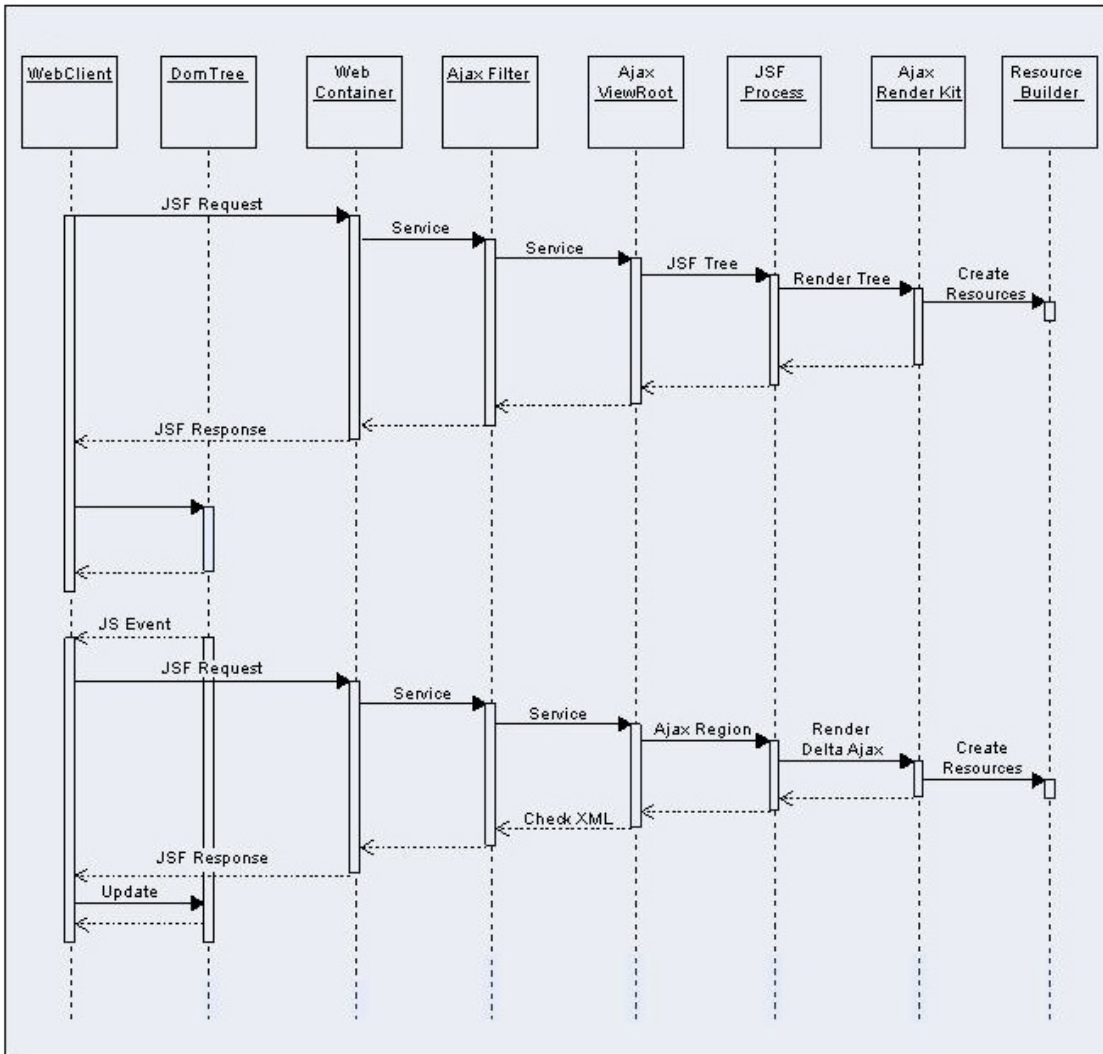 WebClient
DomTree
Web
Container
Ajax Filter
Ajax
ViewRoot
JSF
Process
Ajax
Render Kit
Resource
Builder
JSF Request
Service
Service
JSF Tree
Render Tree
Create
Resources
JSF Response
JS Event
JSF Request
Service
Service
Ajax Region
Render
Delta Ajax
Create
Resources
Check XML
JSF Response
Update